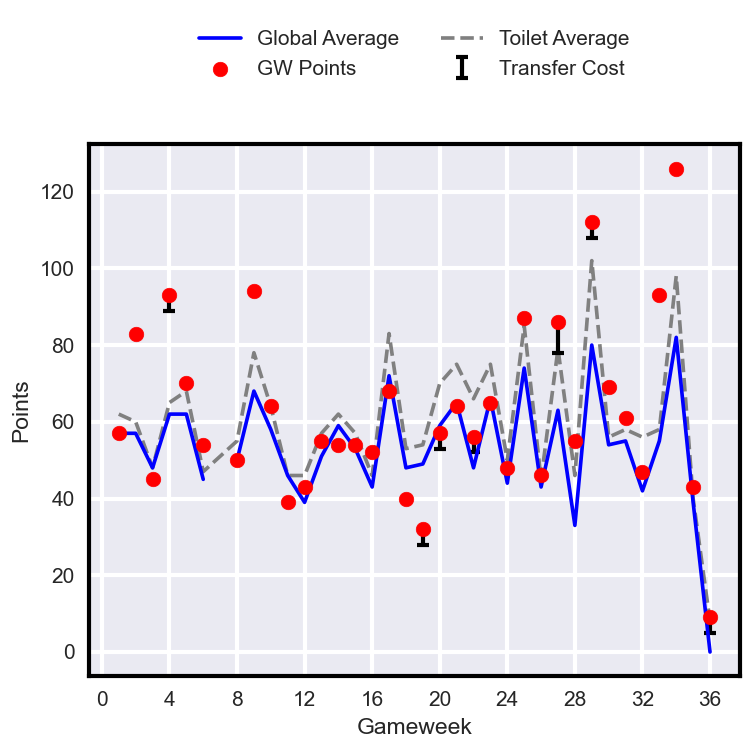 Global Average
Toilet Average
GW Points
Transfer Cost
120
100
80
60
40
20
0
Points
0 4 8 12 16 20 24 28 32 36
Gameweek